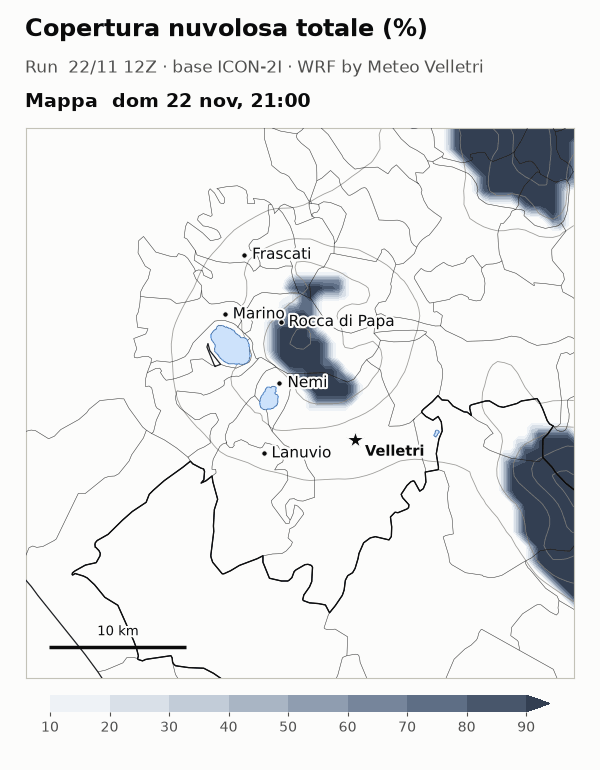 Copertura nuvolosa totale (%)
Run  22/11 12Z · base ICON-2I · WRF by Meteo Velletri
Mappa  dom 22 nov, 21:00
Frascati
Marino
Rocca di Papa
Nemi
Velletri
Lanuvio
10 km
10 20 30 40 50 60 70 80 90